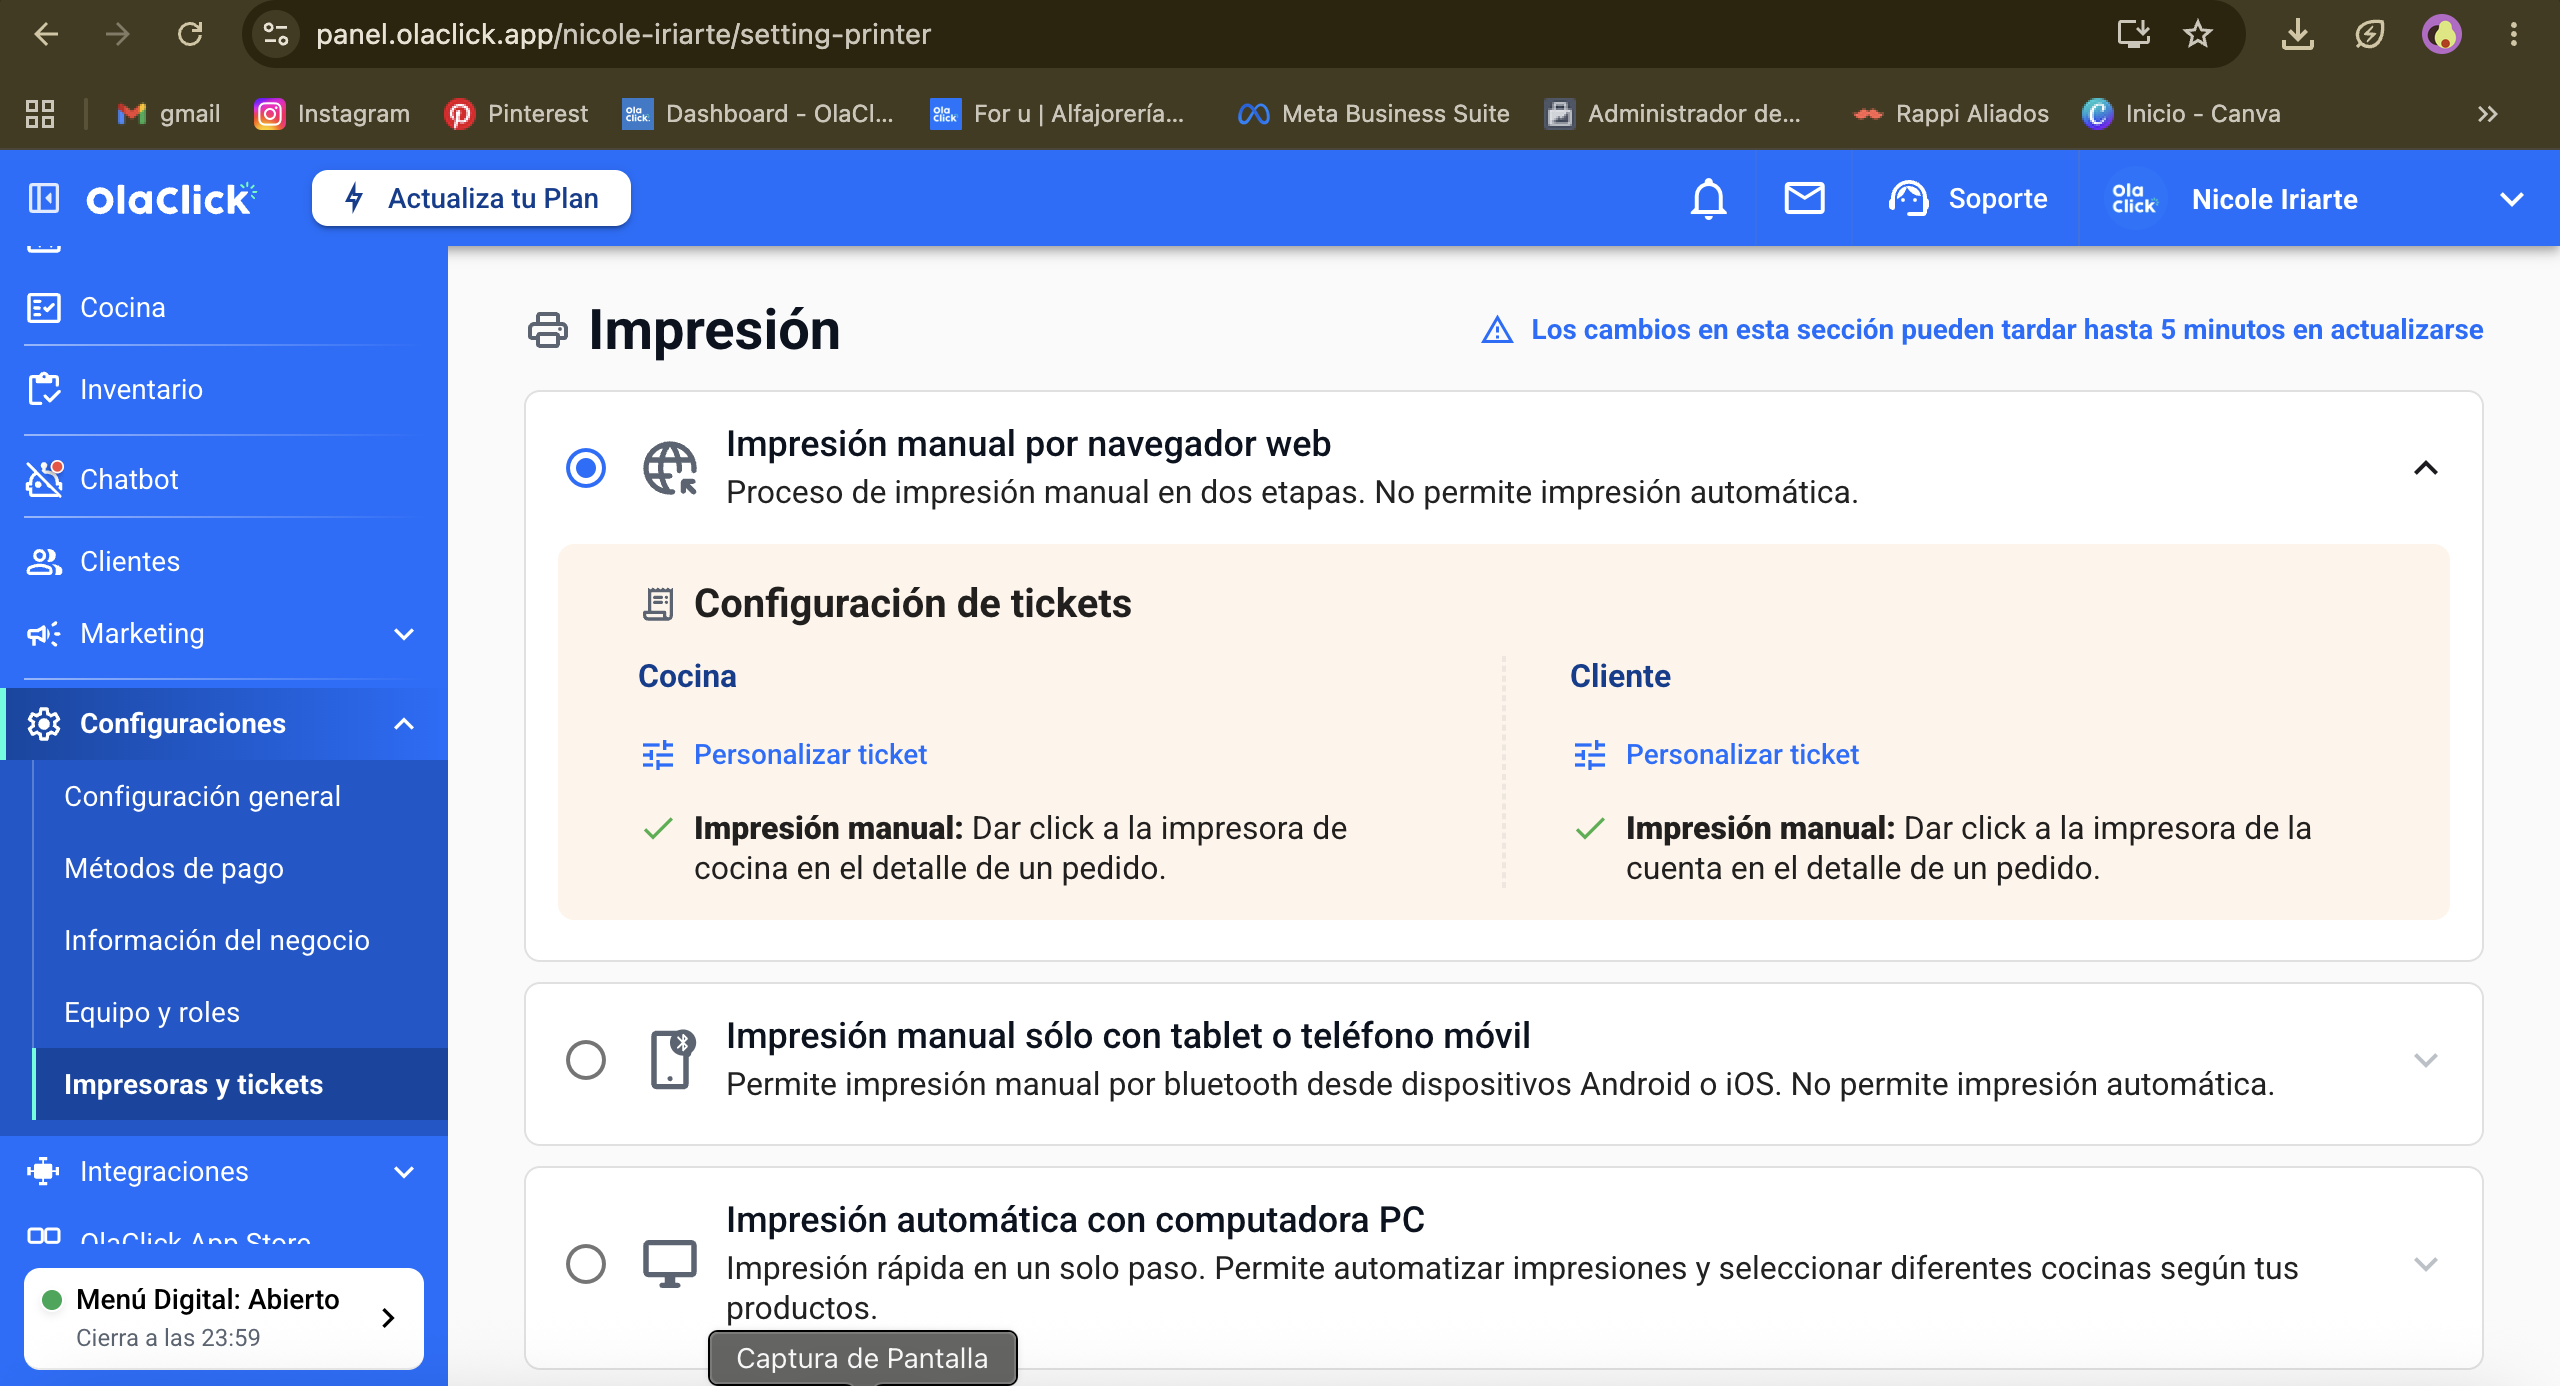 panel.olaclick.app/nicole-iriarte/setting-printer
gmail
Instagram
Pinterest
Dashboard - OlaCl...
For u | Alfajorería...
Meta Business Suite
Administrador de...
Rappi Aliados
Inicio - Canva
olaclick
Actualiza tu Plan
Soporte
Ola Click
Nicole Iriarte
Cocina
Inventario
Chatbot
Clientes
Marketing
Configuraciones
Configuración general
Métodos de pago
Información del negocio
Equipo y roles
Impresoras y tickets
Integraciones
OlaClick App Store
Menú Digital: Abierto
Cierra a las 23:59
Impresión
Los cambios en esta sección pueden tardar hasta 5 minutos en actualizarse
Impresión manual por navegador web
Proceso de impresión manual en dos etapas. No permite impresión automática.
Configuración de tickets
Cocina
Personalizar ticket
Impresión manual: Dar click a la impresora de
cocina en el detalle de un pedido.
Cliente
Personalizar ticket
Impresión manual: Dar click a la impresora de la
cuenta en el detalle de un pedido.
Impresión manual sólo con tablet o teléfono móvil
Permite impresión manual por bluetooth desde dispositivos Android o iOS. No permite impresión automática.
Impresión automática con computadora PC
Impresión rápida en un solo paso. Permite automatizar impresiones y seleccionar diferentes cocinas según tus
productos.
Captura de Pantalla